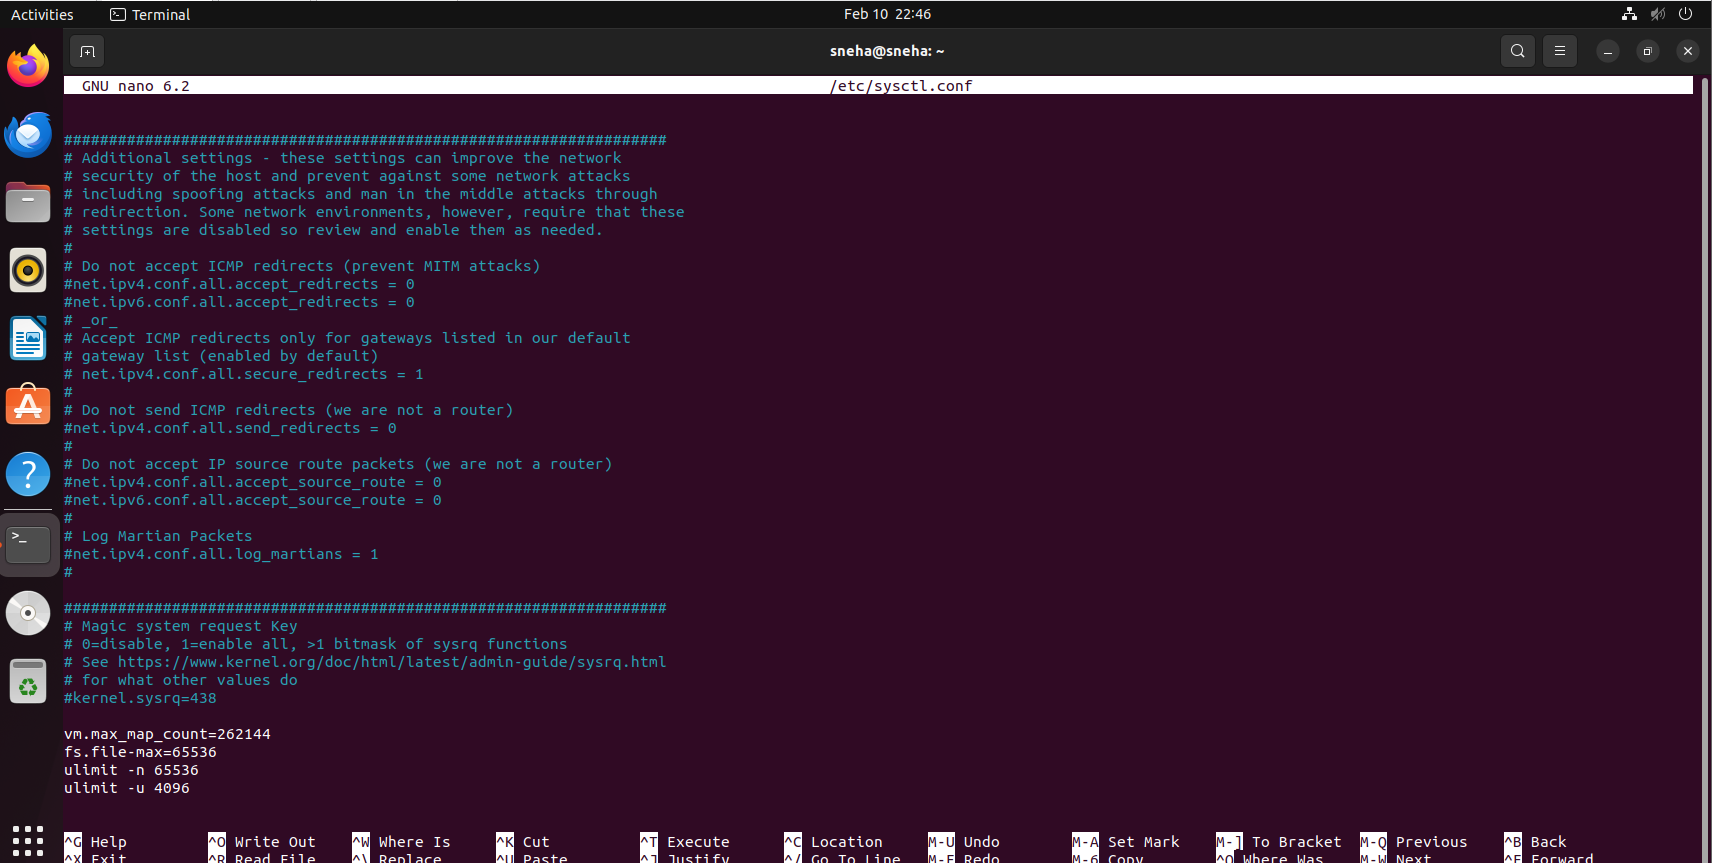 Activities Terminal Feb 10 22:46
sneha@sneha: ~
GNU nano 6.2 /etc/sysctl.conf
###################################################################
# Additional settings - these settings can improve the network
# security of the host and prevent against some network attacks
# including spoofing attacks and man in the middle attacks through
# redirection. Some network environments, however, require that these
# settings are disabled so review and enable them as needed.
#
# Do not accept ICMP redirects (prevent MITM attacks)
#net.ipv4.conf.all.accept_redirects = 0
#net.ipv6.conf.all.accept_redirects = 0
# _or_
# Accept ICMP redirects only for gateways listed in our default
# gateway list (enabled by default)
# net.ipv4.conf.all.secure_redirects = 1
#
# Do not send ICMP redirects (we are not a router)
#net.ipv4.conf.all.send_redirects = 0
#
# Do not accept IP source route packets (we are not a router)
#net.ipv4.conf.all.accept_source_route = 0
#net.ipv6.conf.all.accept_source_route = 0
#
# Log Martian Packets
#net.ipv4.conf.all.log_martians = 1
#
###################################################################
# Magic system request Key
# 0=disable, 1=enable all, >1 bitmask of sysrq functions
# See https://www.kernel.org/doc/html/latest/admin-guide/sysrq.html
# for what other values do
#kernel.sysrq=438
vm.max_map_count=262144
fs.file-max=65536
ulimit -n 65536
ulimit -u 4096
^G Help ^O Write Out ^W Where Is ^K Cut ^T Execute ^C Location M-U Undo M-A Set Mark M-] To Bracket M-Q Previous ^B Back
^X Exit ^R Read File ^\ Replace ^U Paste ^J Justify ^/ Go To Line M-E Redo M-6 Copy ^Q Where Was M-W Next ^F Forward